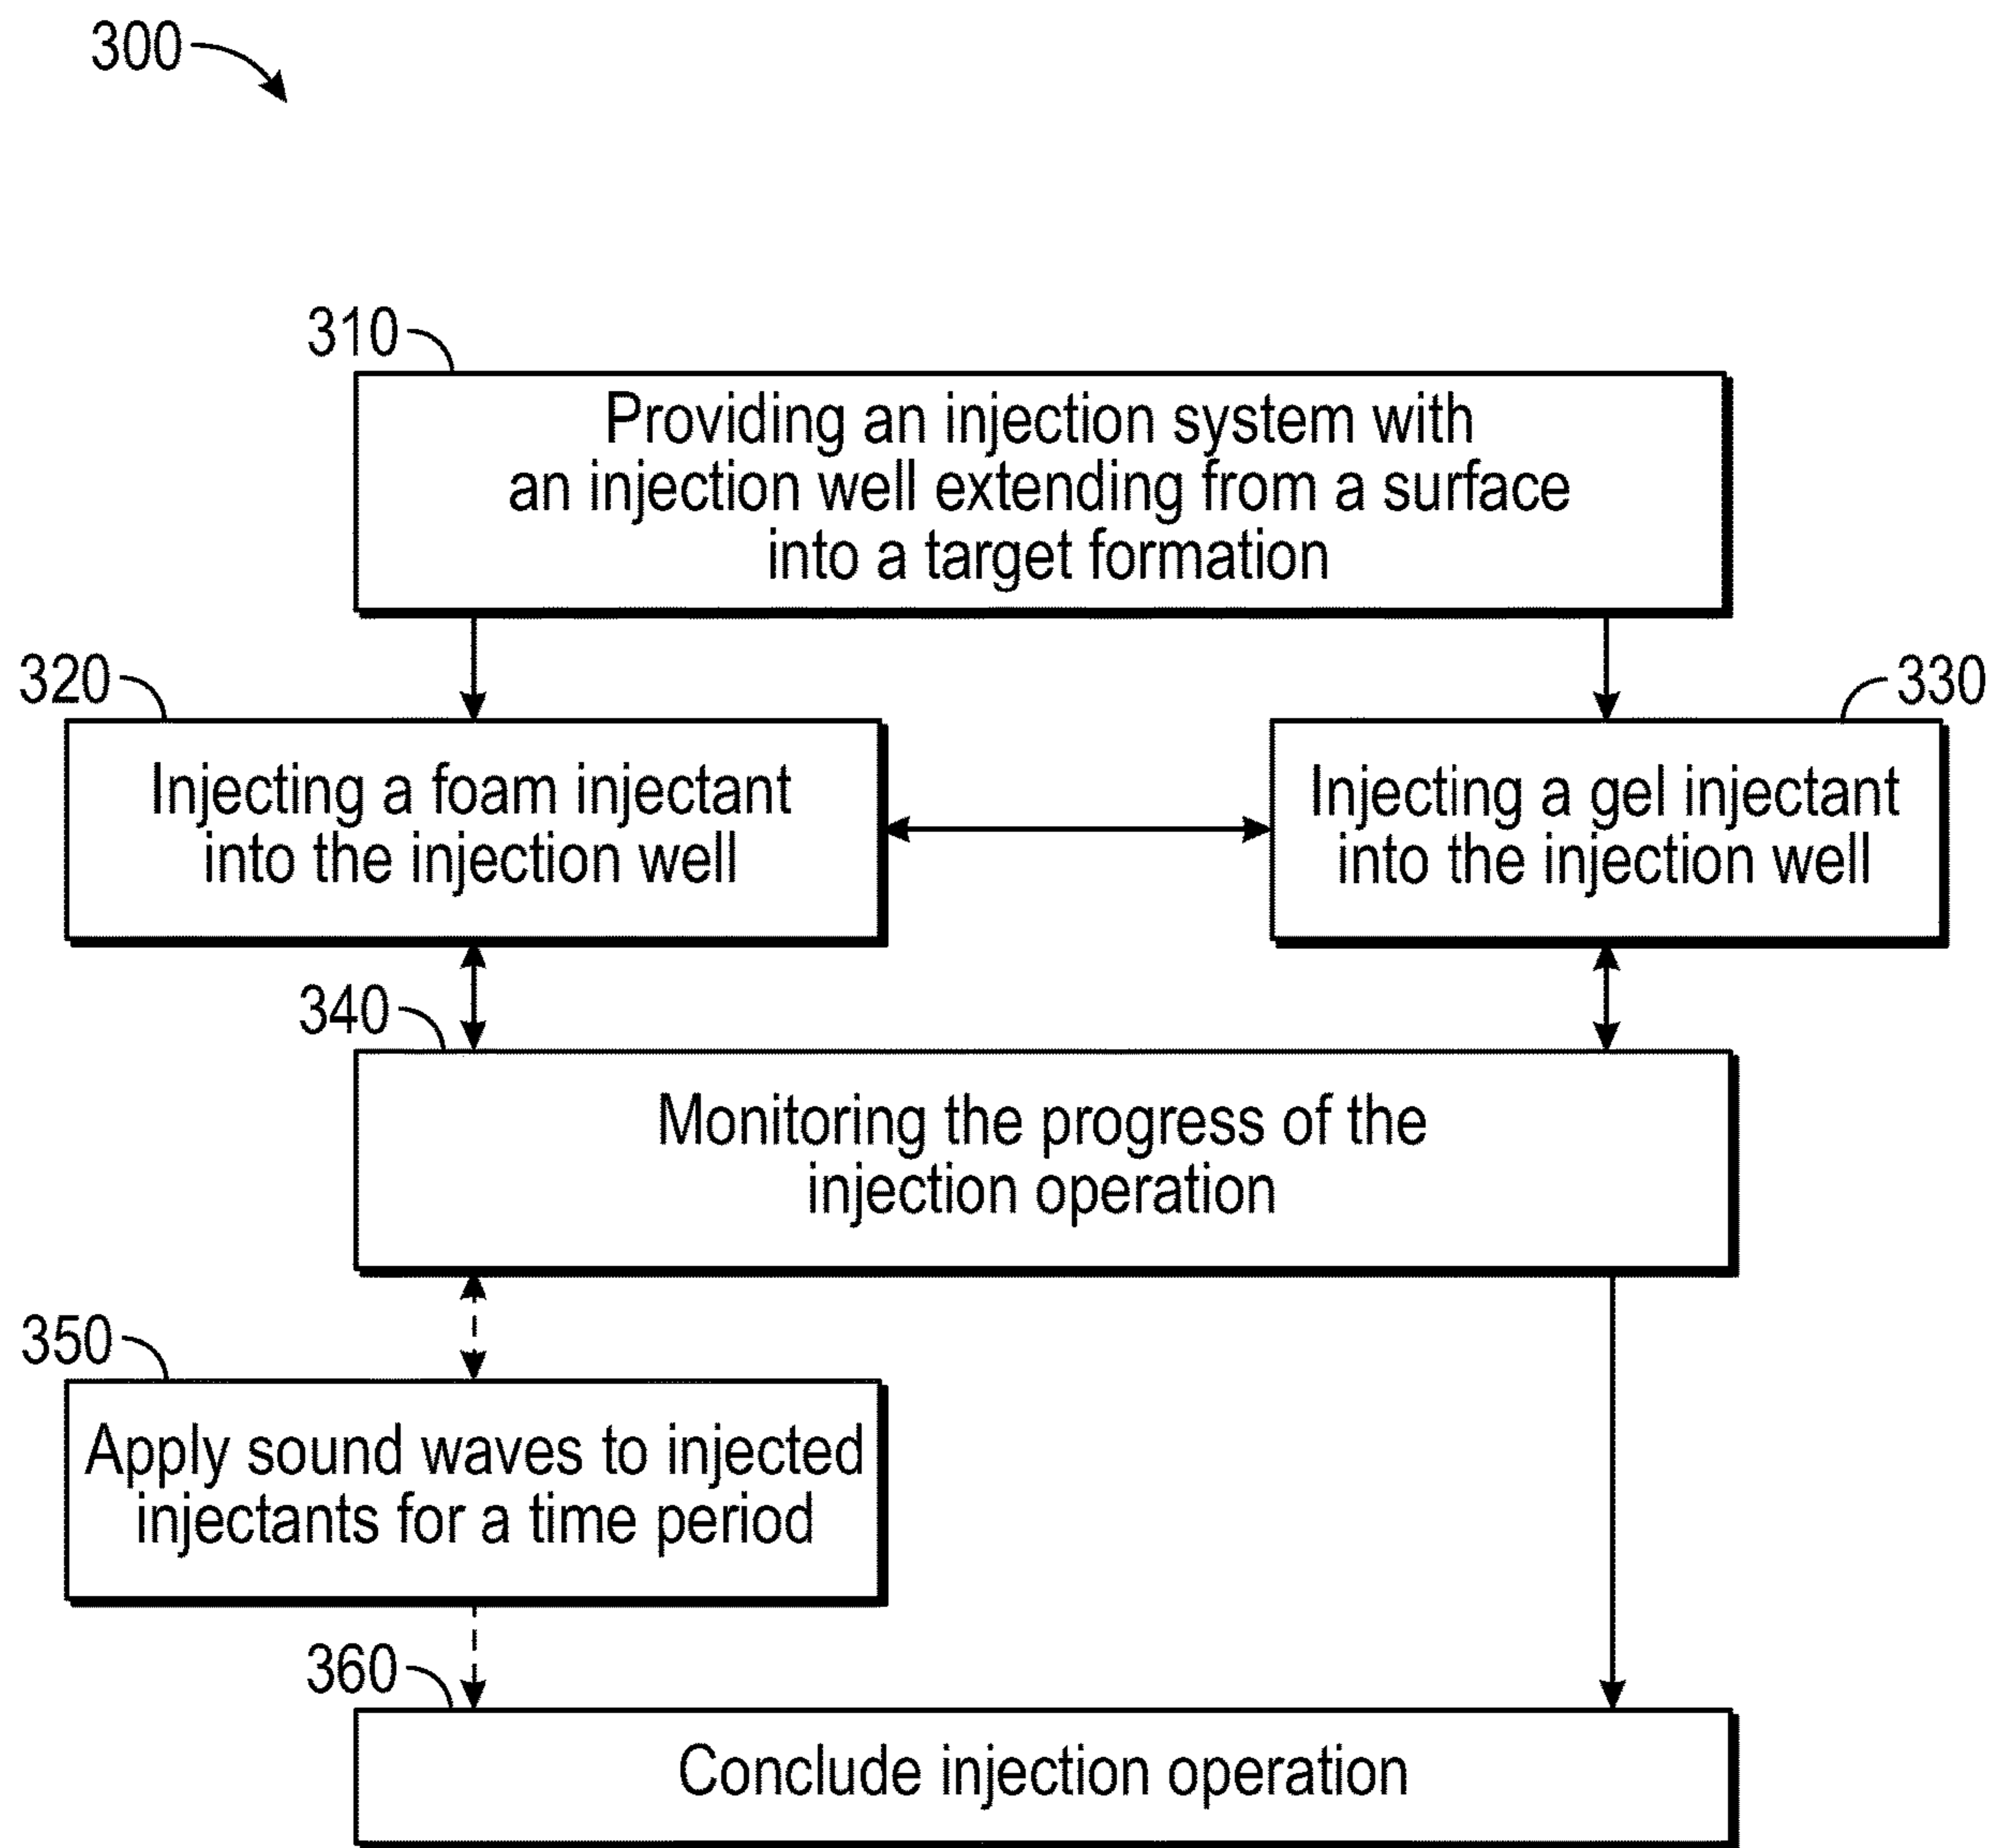 300
310
Providing an injection system with
an injection well extending from a surface
into a target formation
320
330
Injecting a foam injectant
into the injection well
Injecting a gel injectant
into the injection well
340
Monitoring the progress of the
injection operation
350
Apply sound waves to injected
injectants for a time period
360
Conclude injection operation